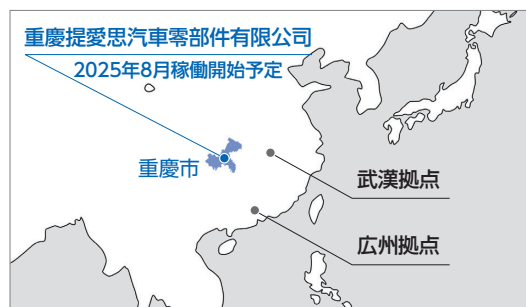 重慶提愛思汽車零部件有限公司
2025年8月稼働開始予定
重慶市
武漢拠点
広州拠点